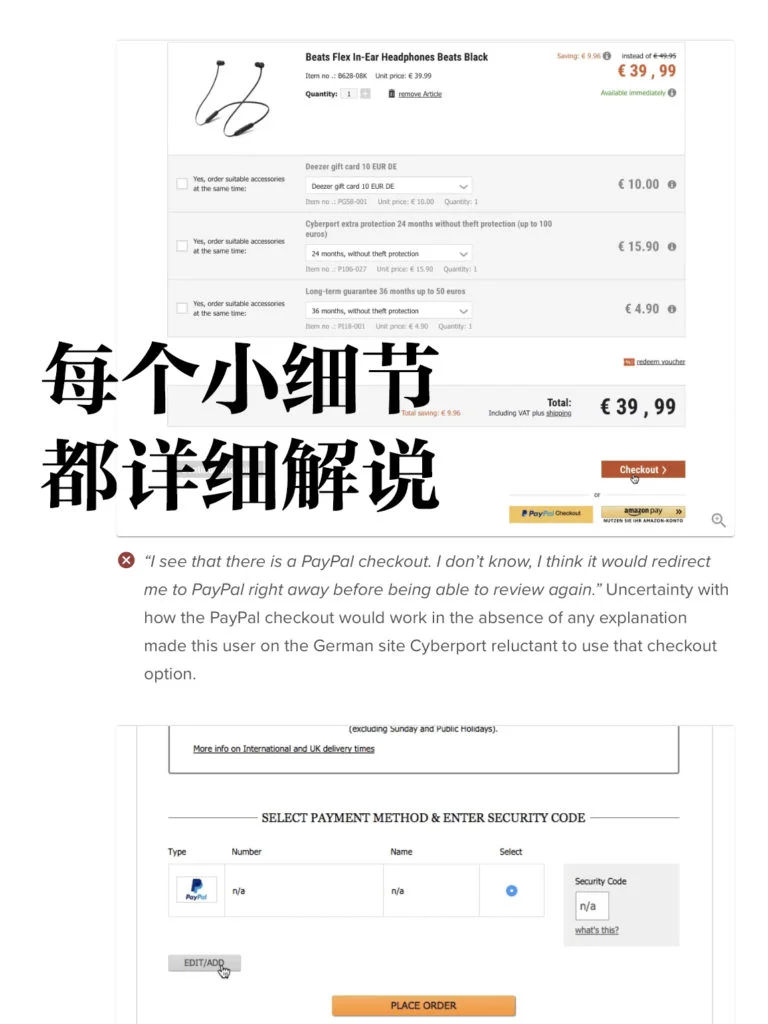 Beats Flex In-Ear Headphones Beats Black
Saving: € 9.96 instead of € 49.95
€ 39 , 99
Item no .: B628-08K Unit price: € 39.99
Quantity: 1 + remove Article
Available immediately
Deezer gift card 10 EUR DE
Yes, order suitable accessories
at the same time:
Deezer gift card 10 EUR DE
€ 10.00
Item no .: PG58-001 Unit price: € 10.00 Quantity: 1
Cyberport extra protection 24 months without theft protection (up to 100
euros)
Yes, order suitable accessories
at the same time:
24 months, without theft protection
€ 15.90
Item no .: P106-027 Unit price: € 15.90 Quantity: 1
Long-term guarantee 36 months up to 50 euros
Yes, order suitable accessories
at the same time:
36 months, without theft protection
€ 4.90
Item no .: PJ18-001 Unit price: € 4.90 Quantity: 1
redeem voucher
每个小细节
Total saving: € 9.96
Total:
Including VAT plus shipping
€ 39 , 99
都详细解说
Checkout
or
PayPal Checkout
amazon pay
NUTZEN SIE IHR AMAZON-KONTO
“I see that there is a PayPal checkout. I don’t know, I think it would redirect
me to PayPal right away before being able to review again.” Uncertainty with
how the PayPal checkout would work in the absence of any explanation
made this user on the German site Cyberport reluctant to use that checkout
option.
(excluding Sunday and Public Holidays).
More info on International and UK delivery times
SELECT PAYMENT METHOD & ENTER SECURITY CODE
Type Number Name Select
PayPal n/a n/a
Security Code
n/a
what's this?
EDIT/ADD
PLACE ORDER